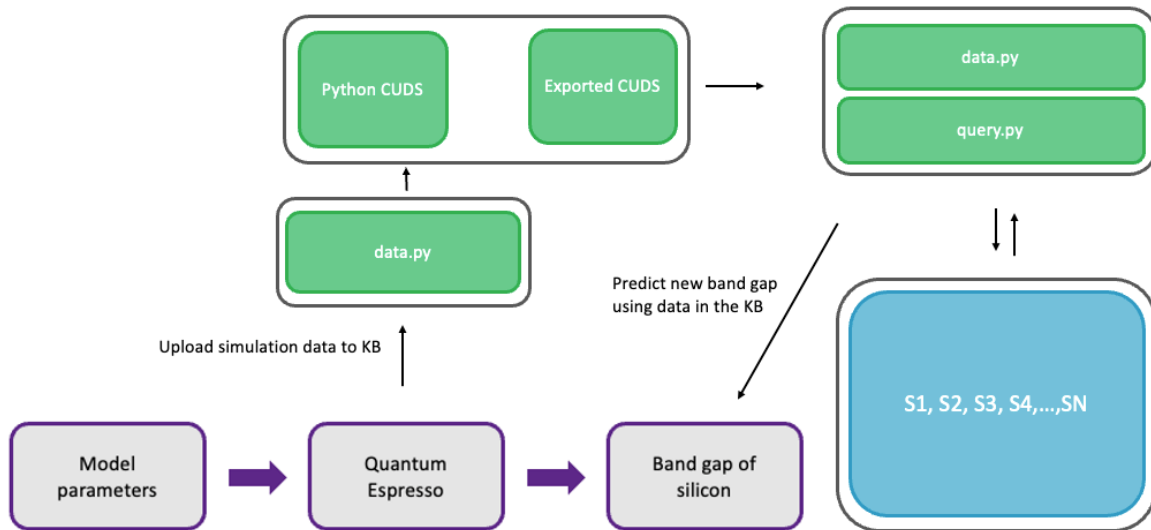 Python CUDS
Exported CUDS
data.py
query.py
data.py
Predict new band gap
using data in the KB
Upload simulation data to KB
S1, S2, S3, S4,...,SN
Model
parameters
Quantum
Espresso
Band gap of
silicon